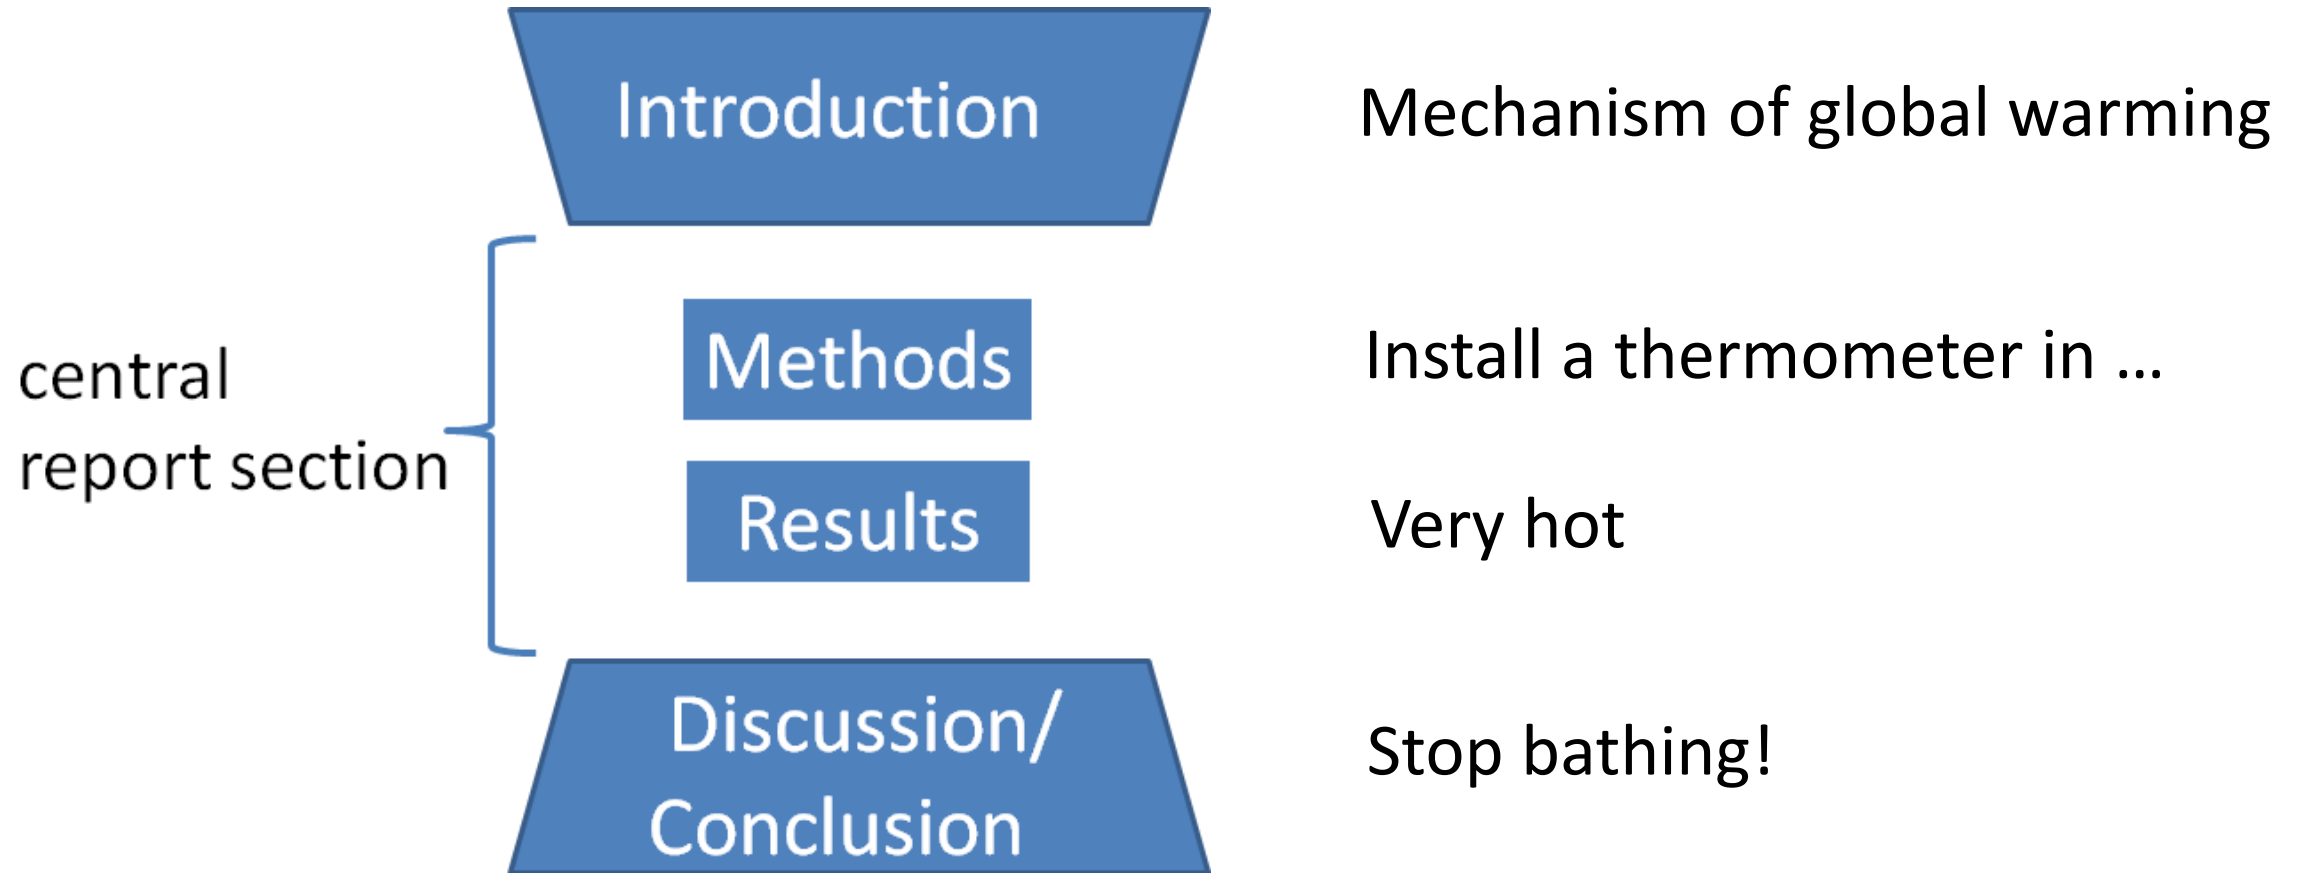 Introduction
Mechanism of global warming
central
report section
Methods
Install a thermometer in ...
Results
Very hot
Discussion/
Conclusion
Stop bathing!